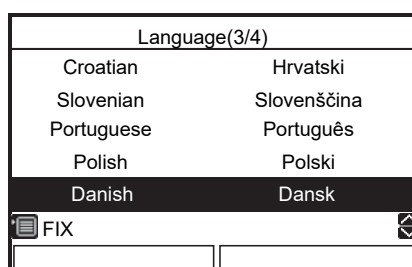 Language(3/4)
Croatian Hrvatski
Slovenian Slovenščina
Portuguese Português
Polish Polski
Danish Dansk
FIX